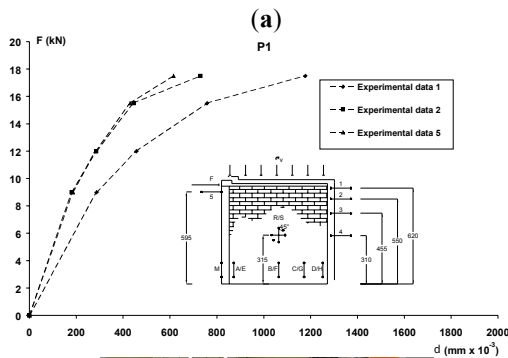 (a)
P1
F (kN)
20
18
16
14
12
10
8
6
4
2
0
Experimental data 1
Experimental data 2
Experimental data 5
F
5
1
2
3
4
R/S
45°
595
315
310
455
550
620
M
A/E
B/F
C/G
D/H
0 200 400 600 800 1000 1200 1400 1600 1800 2000
d (mm x 10⁻³)